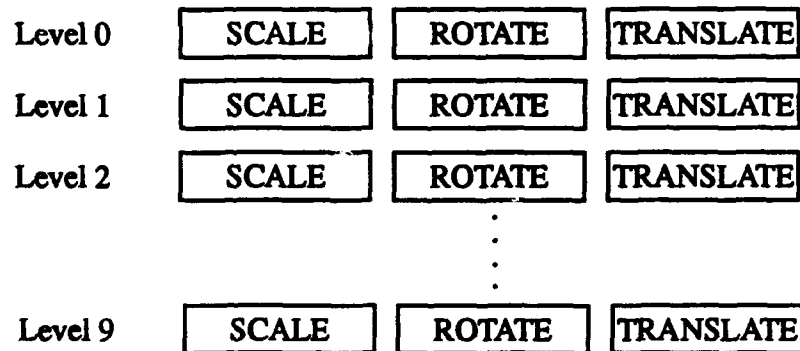 Level 0 SCALE ROTATE TRANSLATE
Level 1 SCALE ROTATE TRANSLATE
Level 2 SCALE ROTATE TRANSLATE
Level 9 SCALE ROTATE TRANSLATE